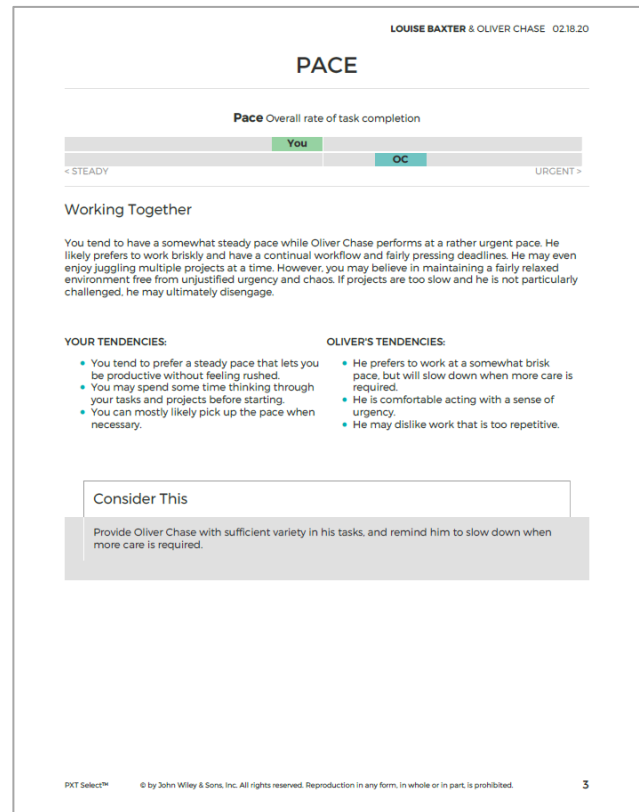 LOUISE BAXTER & OLIVER CHASE 02.18.20
PACE
Pace Overall rate of task completion
You
OC
< STEADY
URGENT >
Working Together
You tend to have a somewhat steady pace while Oliver Chase performs at a rather urgent pace. He
likely prefers to work briskly and have a continual workflow and fairly pressing deadlines. He may even
enjoy juggling multiple projects at a time. However, you may believe in maintaining a fairly relaxed
environment free from unjustified urgency and chaos. If projects are too slow and he is not particularly
challenged, he may ultimately disengage.
YOUR TENDENCIES:
• You tend to prefer a steady pace that lets you
be productive without feeling rushed.
• You may spend some time thinking through
your tasks and projects before starting.
• You can mostly likely pick up the pace when
necessary.
OLIVER'S TENDENCIES:
• He prefers to work at a somewhat brisk
pace, but will slow down when more care is
required.
• He is comfortable acting with a sense of
urgency.
• He may dislike work that is too repetitive.
Consider This
Provide Oliver Chase with sufficient variety in his tasks, and remind him to slow down when
more care is required.
PXT Select™ © by John Wiley & Sons, Inc. All rights reserved. Reproduction in any form, in whole or in part, is prohibited. 3